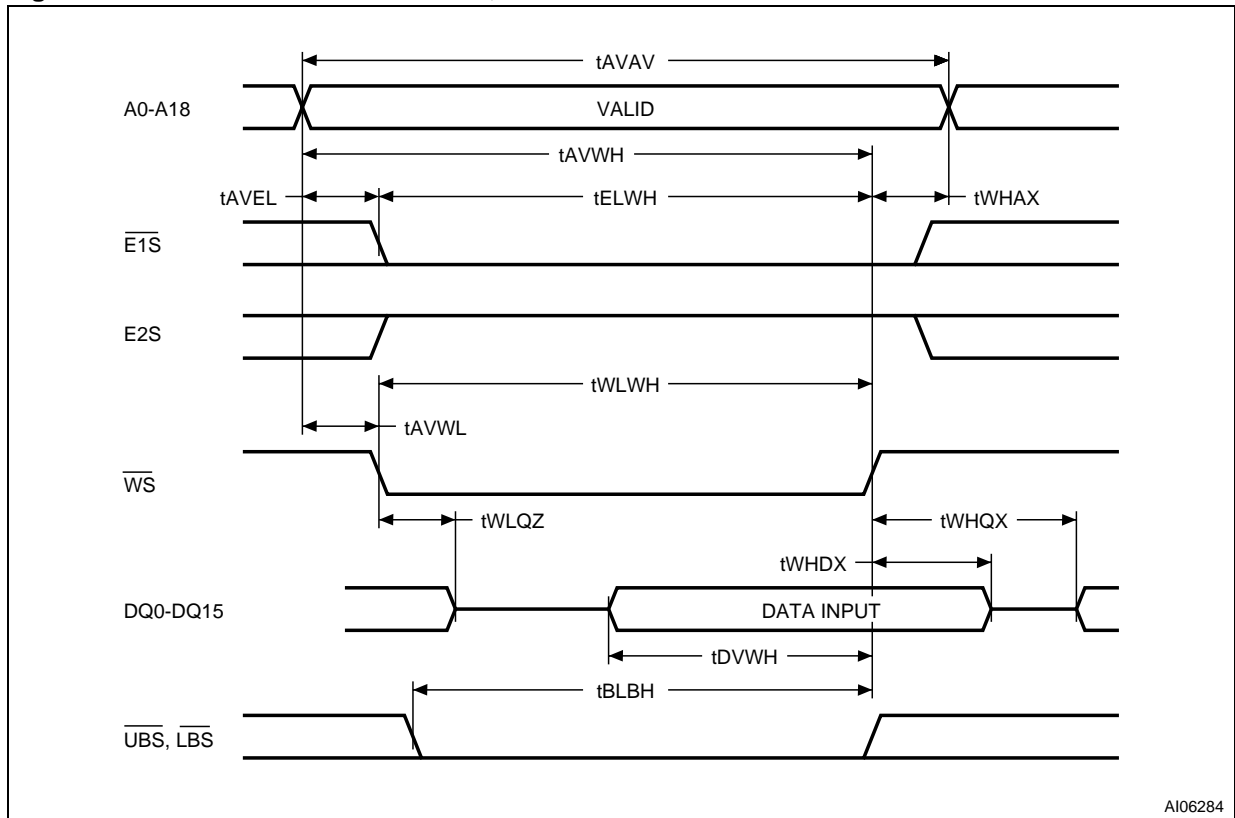 tAVAV
A0-A18
VALID
tAVWH
tAVEL
tELWH
tWHAX
E1S
E2S
tWLWH
tAVWL
WS
tWLQZ
tWHQX
tWHDX
DQ0-DQ15
DATA INPUT
tDVWH
tBLBH
UBS, LBS
AI06284